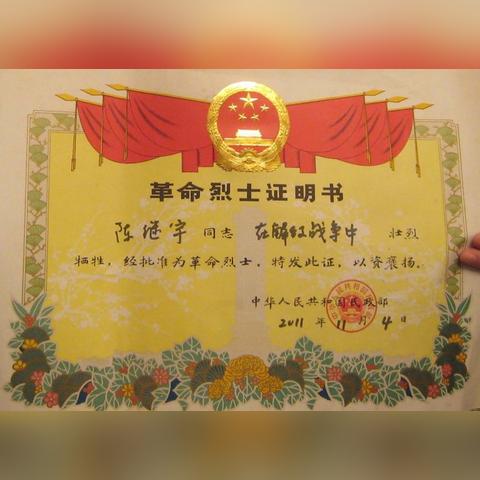 革命烈士证明书
陈继宇 同志 在解放战争中 壮烈
牺牲，经批准为革命烈士，特发此证，以资褒扬。
中华人民共和国民政部
2011 年 11 月 4 日